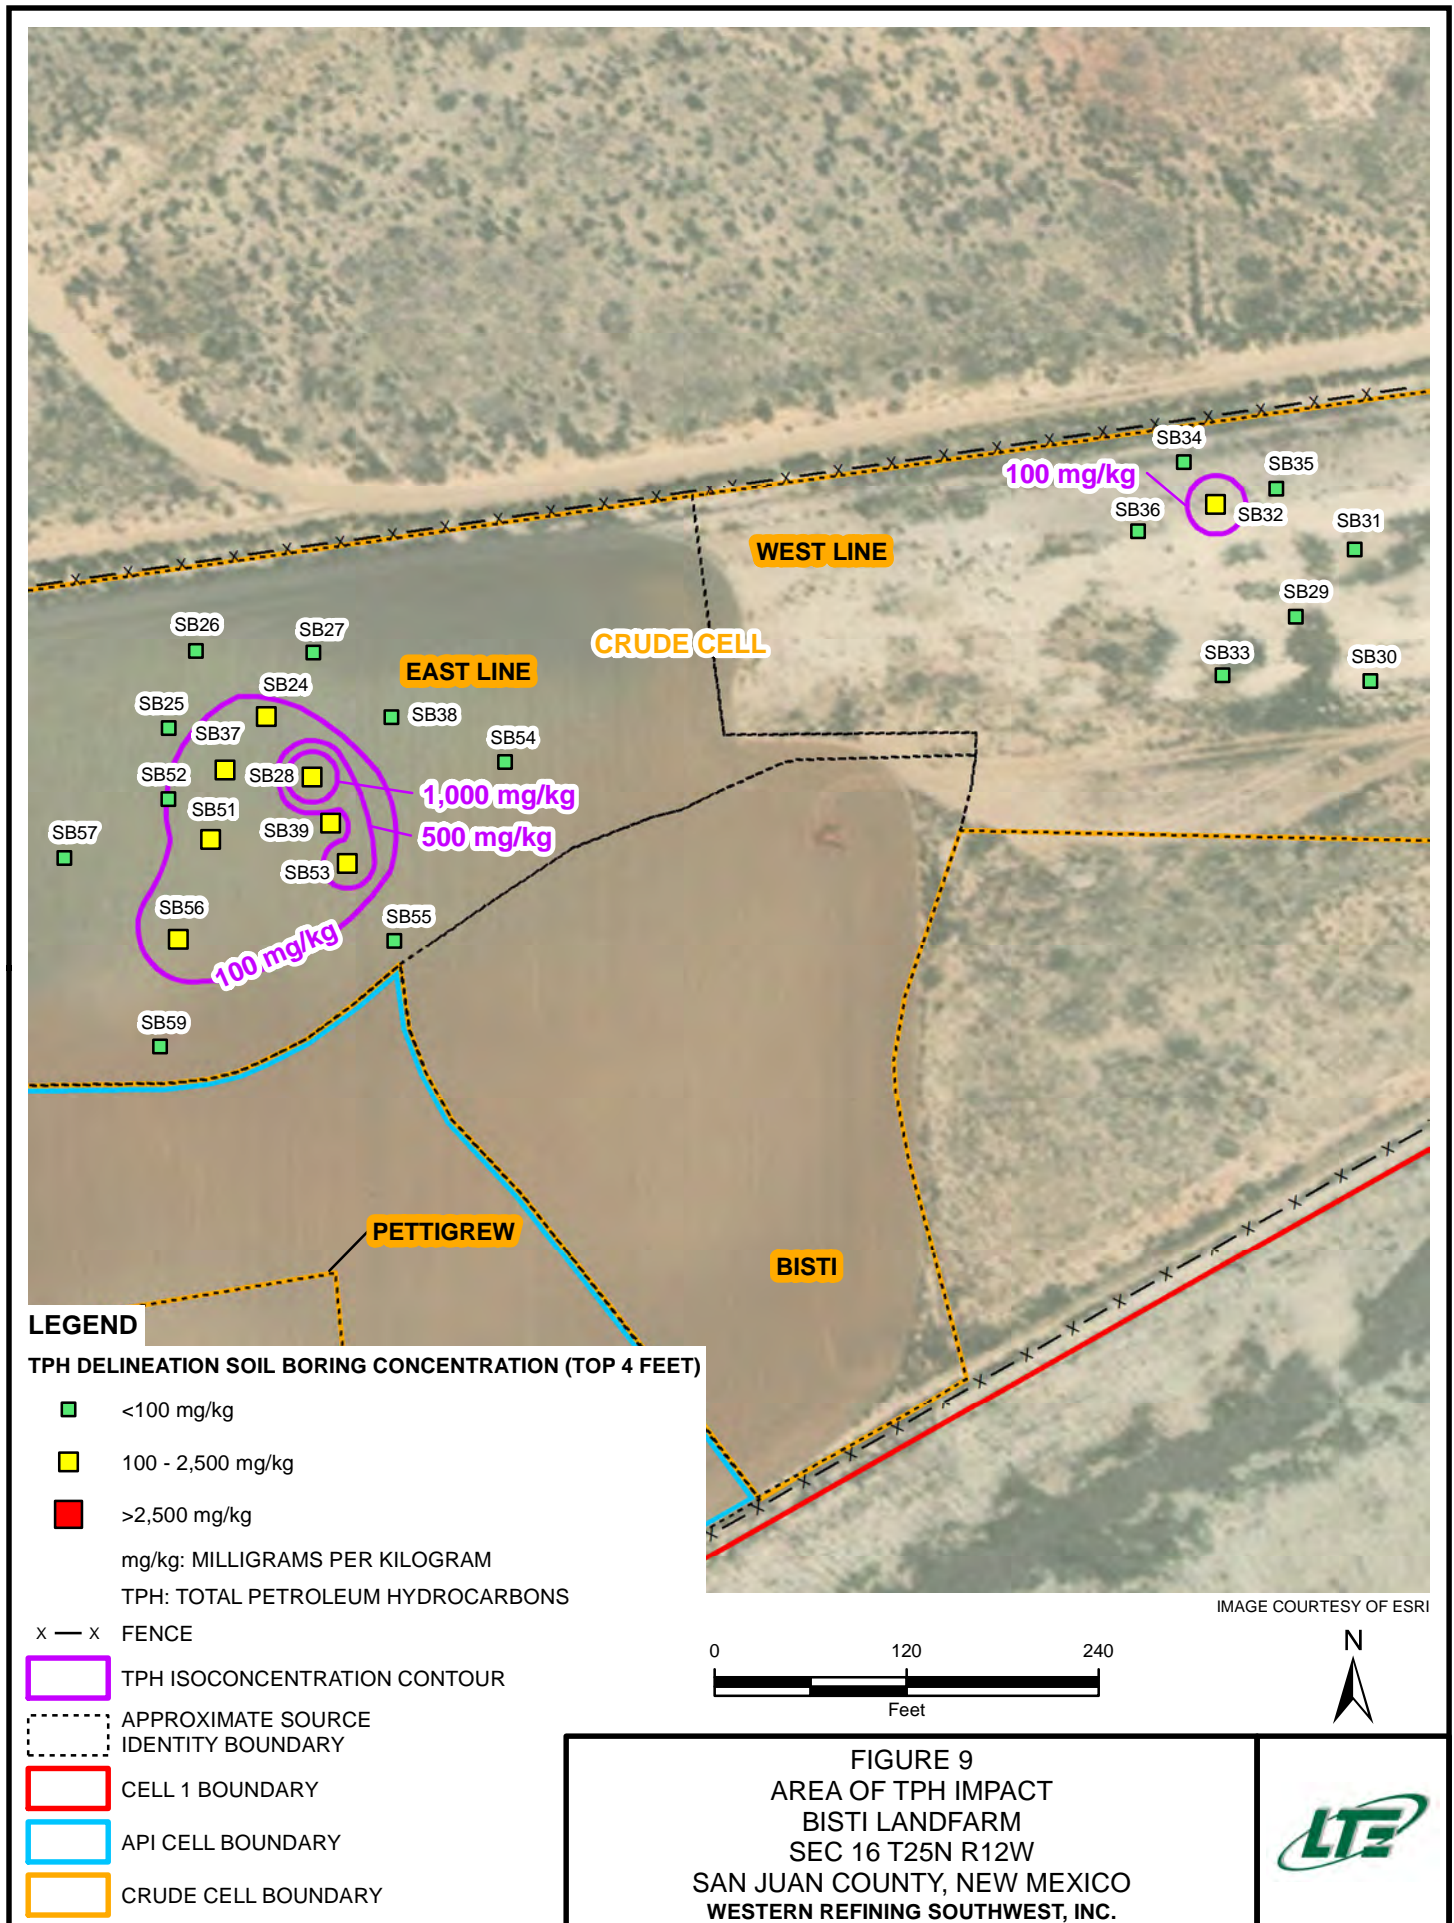 SB34
100 mg/kg
SB35
SB36
SB32
SB31
WEST LINE
SB29
SB26
SB27
CRUDE CELL
SB33
SB30
EAST LINE
SB24
SB25
SB38
SB37
SB54
SB52
SB28
1,000 mg/kg
SB51
SB39
500 mg/kg
SB57
SB53
SB56
SB55
100 mg/kg
SB59
PETTIGREW
BISTI
LEGEND
TPH DELINEATION SOIL BORING CONCENTRATION (TOP 4 FEET)
<100 mg/kg
100 - 2,500 mg/kg
>2,500 mg/kg
mg/kg: MILLIGRAMS PER KILOGRAM
TPH: TOTAL PETROLEUM HYDROCARBONS
X — X FENCE
TPH ISOCONCENTRATION CONTOUR
APPROXIMATE SOURCE
IDENTITY BOUNDARY
CELL 1 BOUNDARY
API CELL BOUNDARY
CRUDE CELL BOUNDARY
IMAGE COURTESY OF ESRI
0 120 240
Feet
N
FIGURE 9
AREA OF TPH IMPACT
BISTI LANDFARM
SEC 16 T25N R12W
SAN JUAN COUNTY, NEW MEXICO
WESTERN REFINING SOUTHWEST, INC.
LTE